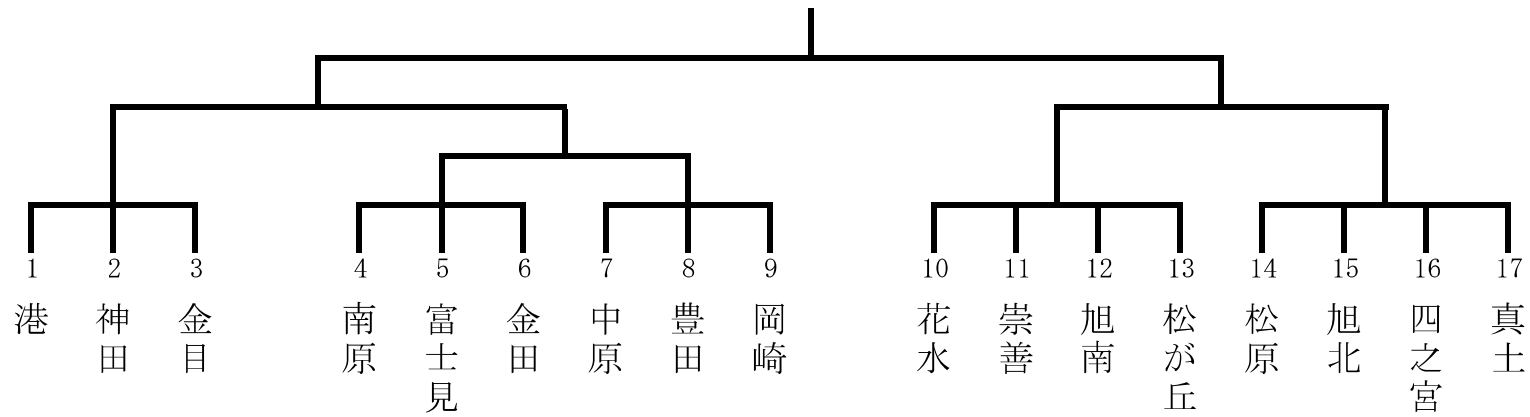 1 2 3 4 5 6 7 8 9 10 11 12 13 14 15 16 17
港
神田
金目
南原
富士見
金田
中原
豊田
岡崎
花水
崇善
旭南
松が丘
松原
旭北
四之宮
真土